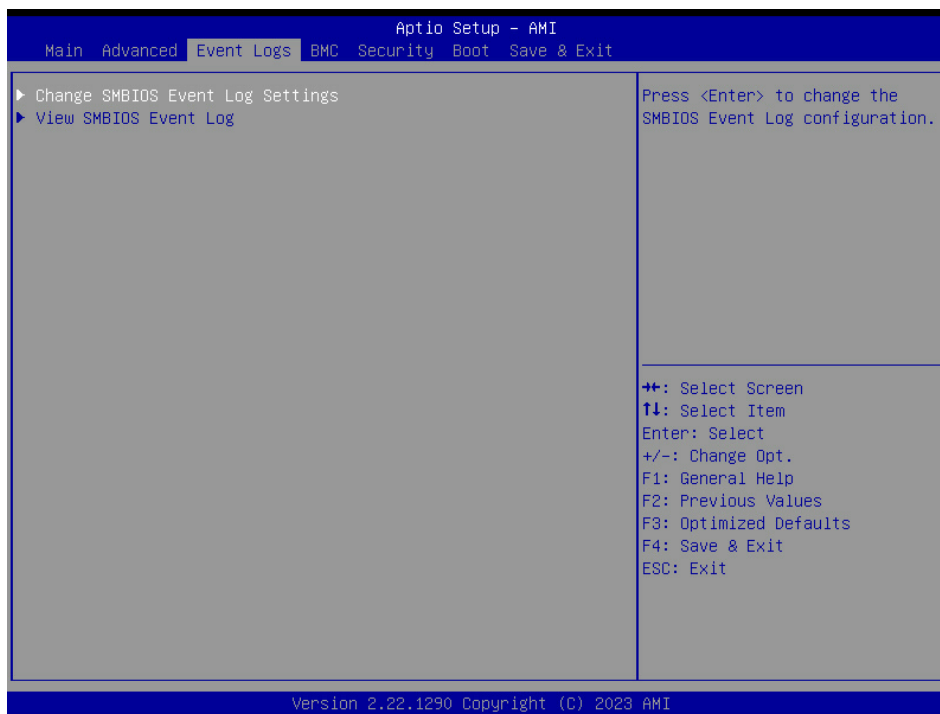 Aptio Setup – AMI
Main Advanced Event Logs BMC Security Boot Save & Exit
▶ Change SMBIOS Event Log Settings
▶ View SMBIOS Event Log
Press <Enter> to change the
SMBIOS Event Log configuration.
→←: Select Screen
↑↓: Select Item
Enter: Select
+/-: Change Opt.
F1: General Help
F2: Previous Values
F3: Optimized Defaults
F4: Save & Exit
ESC: Exit
Version 2.22.1290 Copyright (C) 2023 AMI